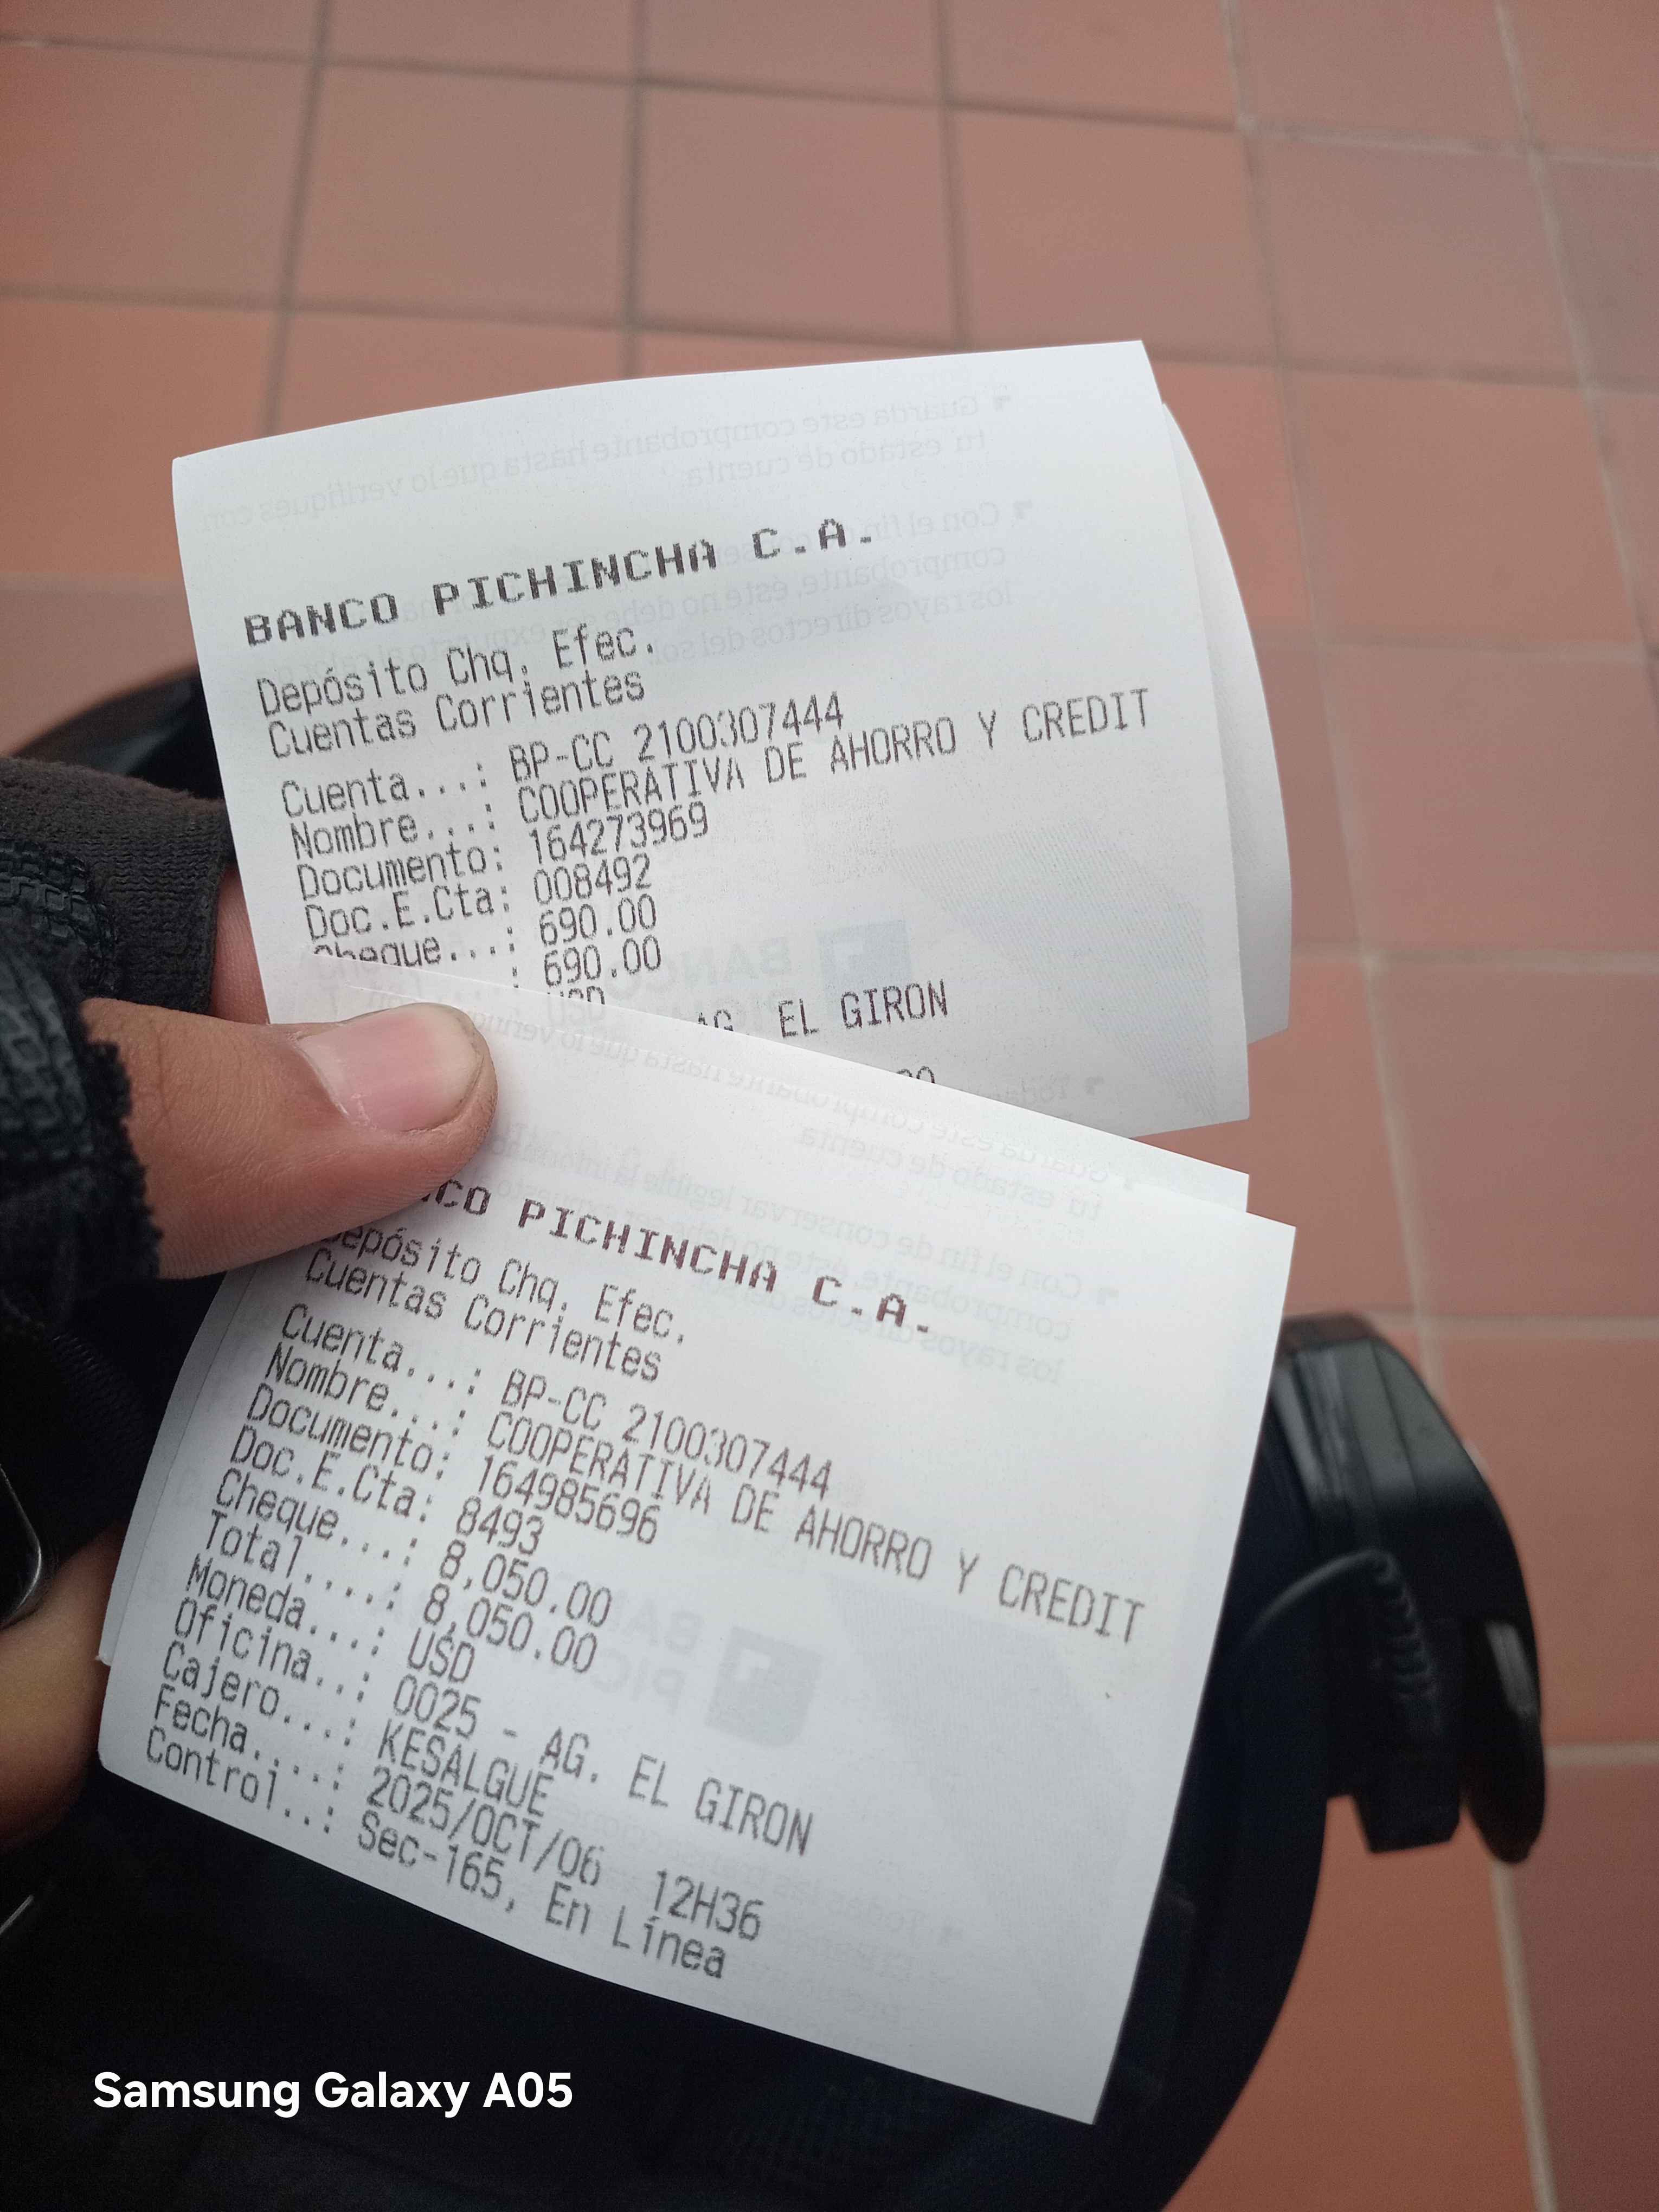 BANCO PICHINCHA C.A.
Depósito Chq. Efec.
Cuentas Corrientes
Cuenta...: BP-CC 2100307444
Nombre...: COOPERATIVA DE AHORRO Y CREDIT
Documento: 164273969
Doc.E.Cta: 008492
Cheque...: 690.00
: 690.00
USD
AG. EL GIRON
PICHINCHA C.A.
Depósito Chq. Efec.
Cuentas Corrientes
Cuenta...: BP-CC 2100307444
Nombre...: COOPERATIVA DE AHORRO Y CREDIT
Documento: 164985696
Doc.E.Cta: 8493
Cheque...: 8,050.00
Total....: 8,050.00
Moneda...: USD
Oficina..: 0025 - AG. EL GIRON
Cajero...: KESALGUE
Fecha....: 2025/OCT/06 12H36
Control..: Sec-165, En Línea
Samsung Galaxy A05